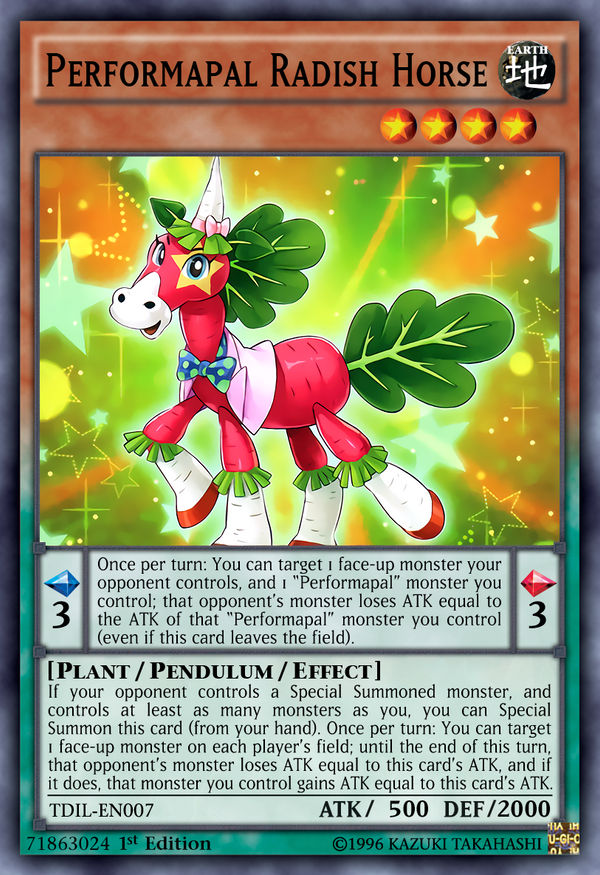 Performapal Radish Horse
EARTH
地
Once per turn: You can target 1 face-up monster your
opponent controls, and 1 “Performapal” monster you
control; that opponent's monster loses ATK equal to
the ATK of that “Performapal” monster you control
(even if this card leaves the field).
3
3
[Plant / Pendulum / Effect]
If your opponent controls a Special Summoned monster, and
controls at least as many monsters as you, you can Special
Summon this card (from your hand). Once per turn: You can target
1 face-up monster on each player's field; until the end of this turn,
that opponent's monster loses ATK equal to this card's ATK, and if
it does, that monster you control gains ATK equal to this card's ATK.
TDIL-EN007
ATK/ 500 DEF/2000
71863024 1st Edition
©1996 KAZUKI TAKAHASHI